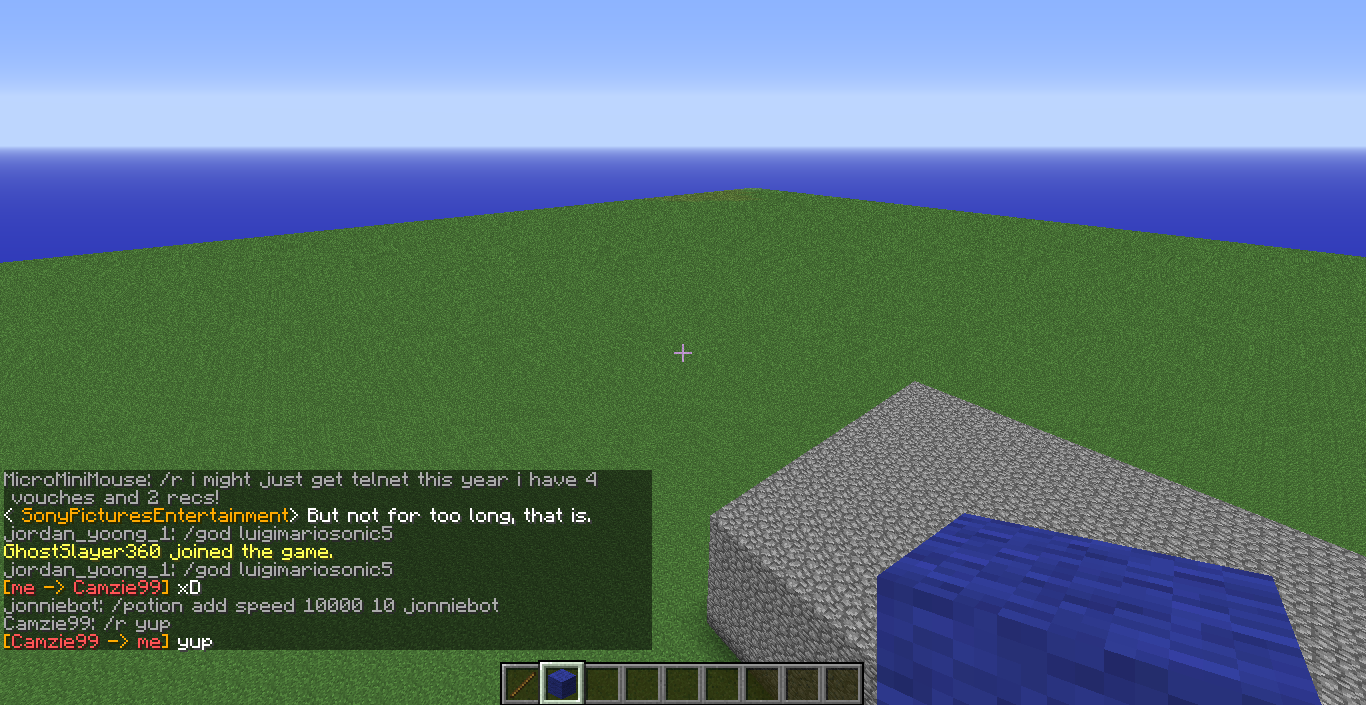 MicroMiniMouse: /r i might just get telnet this year i have 4
vouches and 2 recs!
< SonyPicturesEntertainment> But not for too long, that is.
jordan_yoong_1: /god luigimariosonic5
GhostSlayer360 joined the game.
jordan_yoong_1: /god luigimariosonic5
[me -> Camzie99] xD
jonniebot: /potion add speed 10000 10 jonniebot
Camzie99: /r yup
[Camzie99 -> me] yup